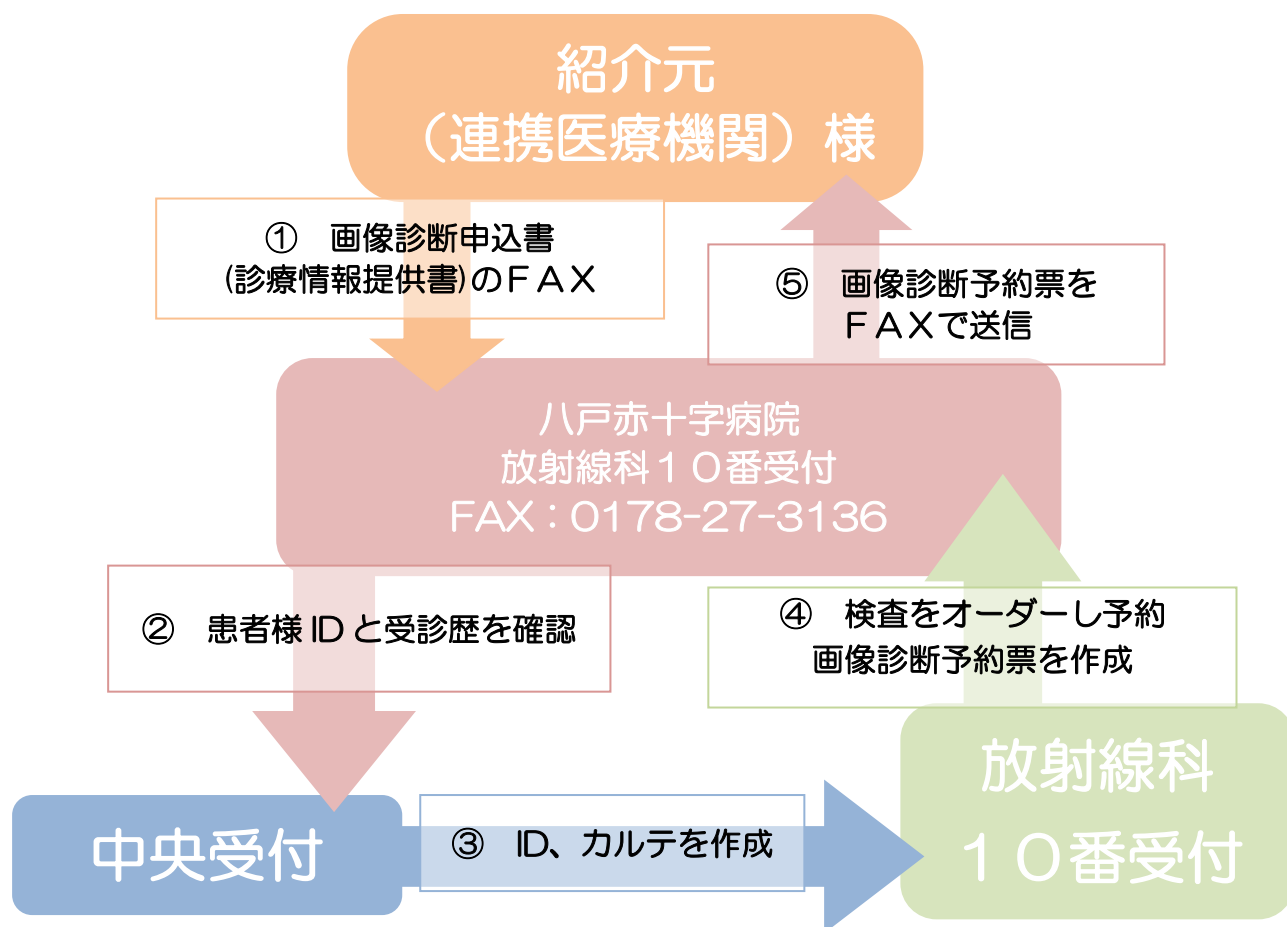 紹介元
（連携医療機関）様
① 画像診断申込書
(診療情報提供書)のＦＡＸ
⑤ 画像診断予約票を
ＦＡＸで送信
八戸赤十字病院
放射線科１０番受付
FAX：0178-27-3136
② 患者様IDと受診歴を確認
④ 検査をオーダーし予約
画像診断予約票を作成
放射線科
１０番受付
中央受付
③ ID、カルテを作成